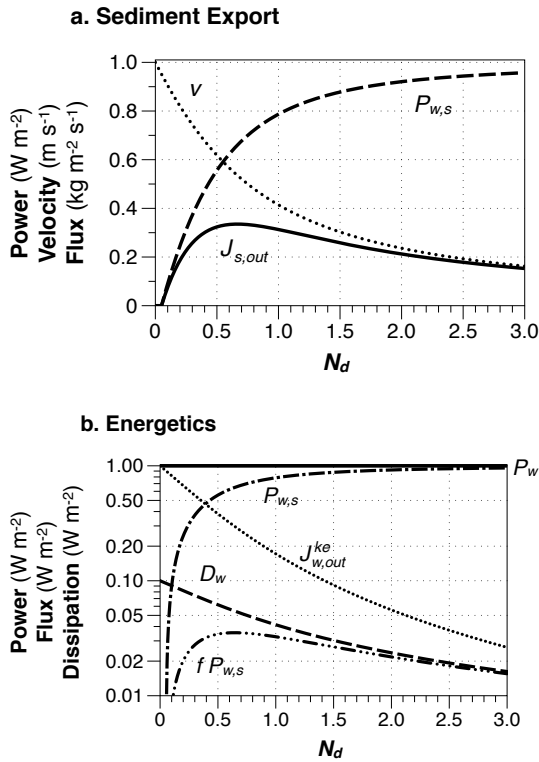 a. Sediment Export
Power (W m-2)
Velocity (m s-1)
Flux (kg m-2 s-1)
1.0
0.8
0.6
0.4
0.2
0
v
Pw,s
Js,out
0 0.5 1.0 1.5 2.0 2.5 3.0
Nd
b. Energetics
Power (W m-2)
Flux (W m-2)
Dissipation (W m-2)
1.00
0.50
0.20
0.10
0.05
0.02
0.01
Pw
Pw,s
Jw,outke
Dw
f Pw,s
0 0.5 1.0 1.5 2.0 2.5 3.0
Nd